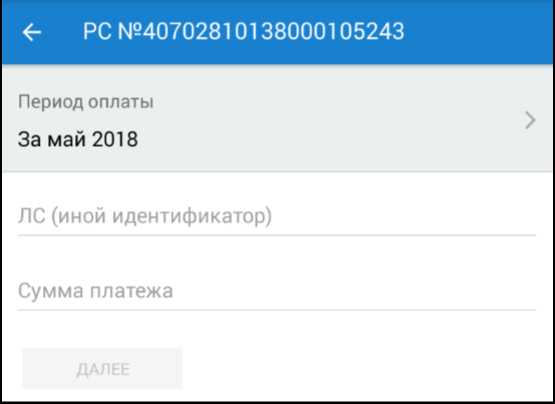 РС №40702810138000105243
Период оплаты
За май 2018
ЛС (иной идентификатор)
Сумма платежа
ДАЛЕЕ